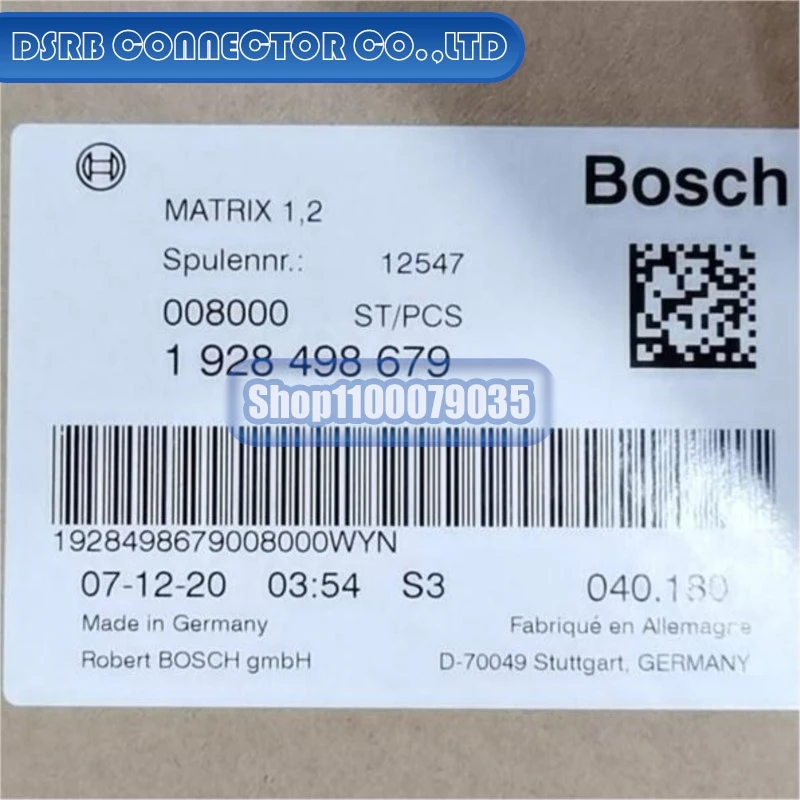 DSRB CONNECTOR CO.,LTD
Bosch
MATRIX 1,2
Spulennr.: 12547
008000 ST/PCS
1 928 498 679
Shop1100079035
1928498679008000WYN
07-12-20 03:54 S3 040.180
Made in Germany Fabriqué en Allemagne
Robert BOSCH gmbH D-70049 Stuttgart, GERMANY